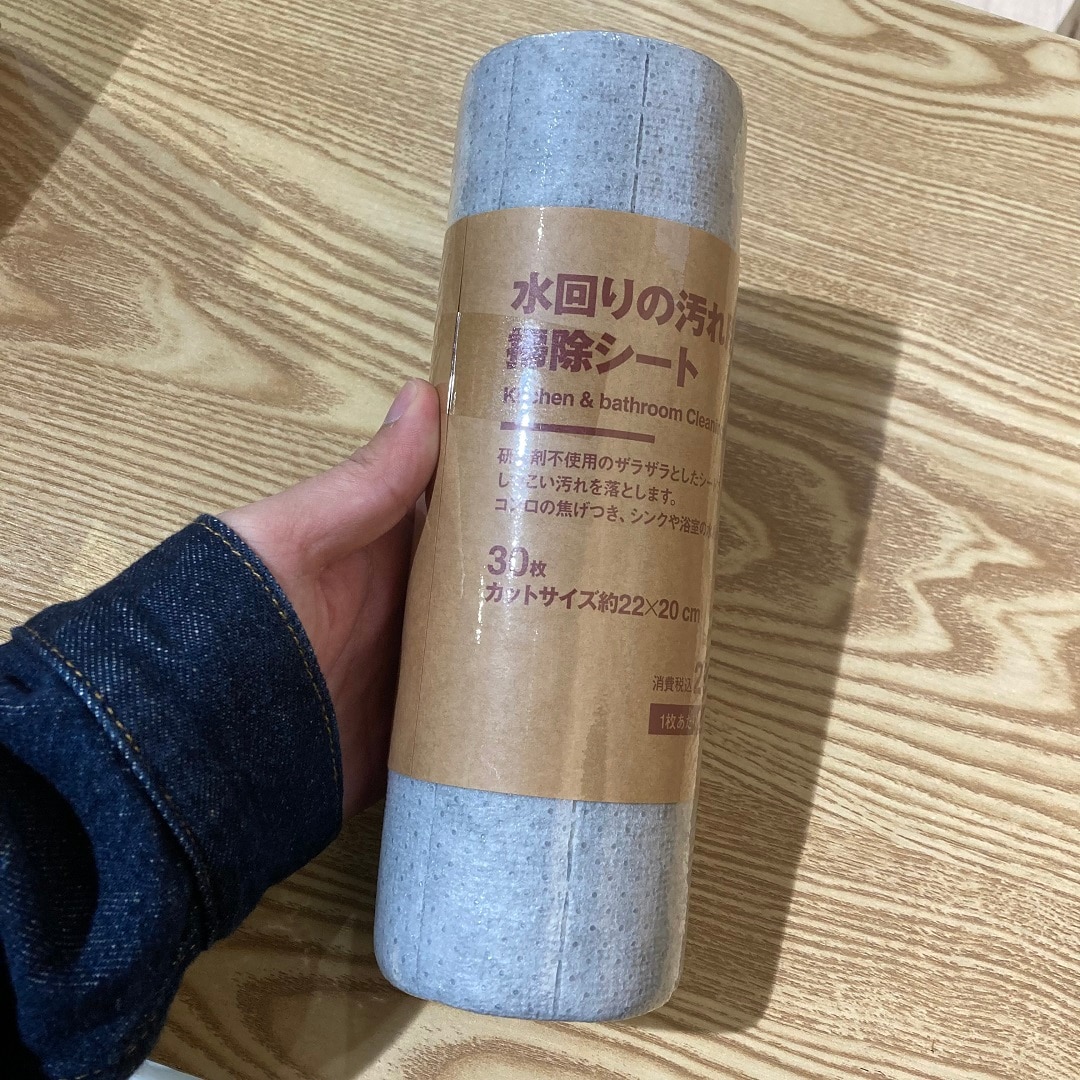 水回りの汚れ
掃除シート
Kitchen & bathroom
研磨剤不使用のザラザラとしたシート
しつこい汚れを落とします。
コンロの焦げつき、シンクや浴室の
30枚
カットサイズ約22×20 cm
消費税込
1枚あた